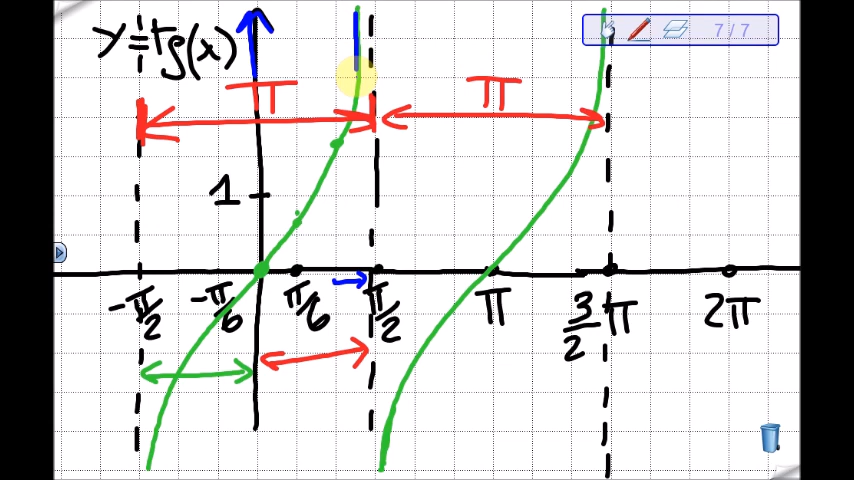 y=tg(x)
7/7
π π
1
-π/2 -π/6 π/6 π/2 π 3/2 π 2π